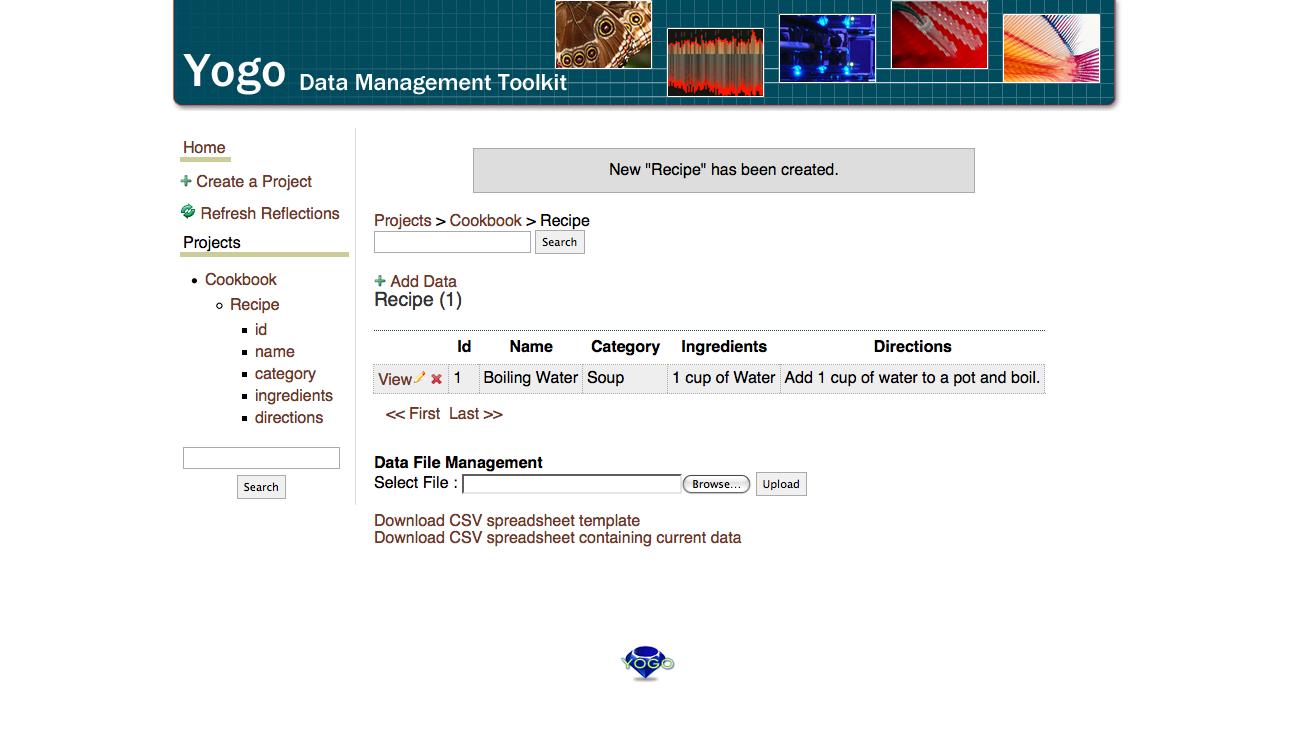 Yogo Data Management Toolkit
Home
Create a Project
Refresh Reflections
Projects
Cookbook
Recipe
id
name
category
ingredients
directions
Search
New "Recipe" has been created.
Projects > Cookbook > Recipe
Search
Add Data
Recipe (1)
Id Name Category Ingredients Directions
View 1 Boiling Water Soup 1 cup of Water Add 1 cup of water to a pot and boil.
<< First Last >>
Data File Management
Select File : Browse... Upload
Download CSV spreadsheet template
Download CSV spreadsheet containing current data
YOGO